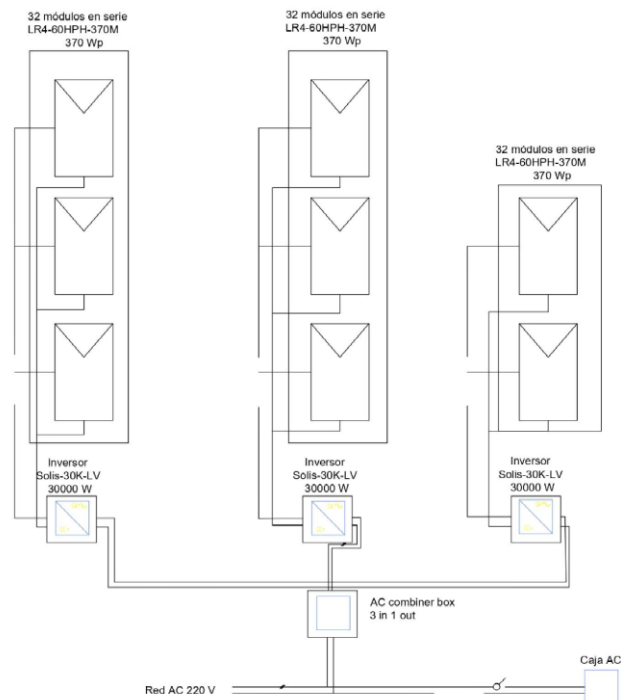 32 módulos en serie
LR4-60HPH-370M
370 Wp
32 módulos en serie
LR4-60HPH-370M
370 Wp
32 módulos en serie
LR4-60HPH-370M
370 Wp
Inversor
Solis-30K-LV
30000 W
Inversor
Solis-30K-LV
30000 W
Inversor
Solis-30K-LV
30000 W
AC combiner box
3 in 1 out
Caja AC
Red AC 220 V